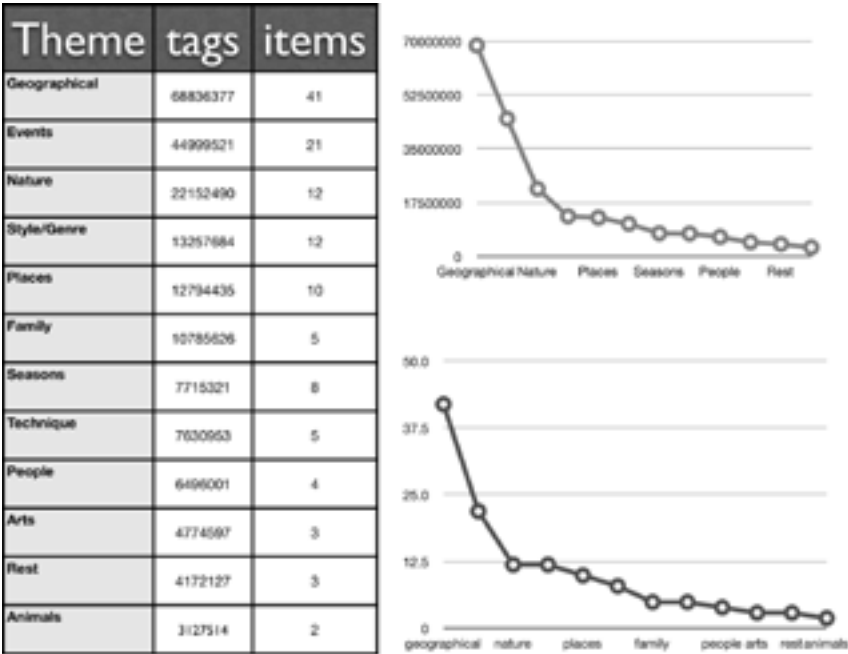 Theme tags items
Geographical 68836377 41
Events 44999521 21
Nature 22152490 12
Style/Genre 13257684 12
Places 12794435 10
Family 10785626 5
Seasons 7715321 8
Technique 7630953 5
People 6496001 4
Arts 4774597 3
Rest 4172127 3
Animals 3127514 2
70000000
52500000
35000000
17500000
0
Geographical Nature Places Seasons People Rest
50.0
37.5
25.0
12.5
0
geographical nature places family people arts rest animals